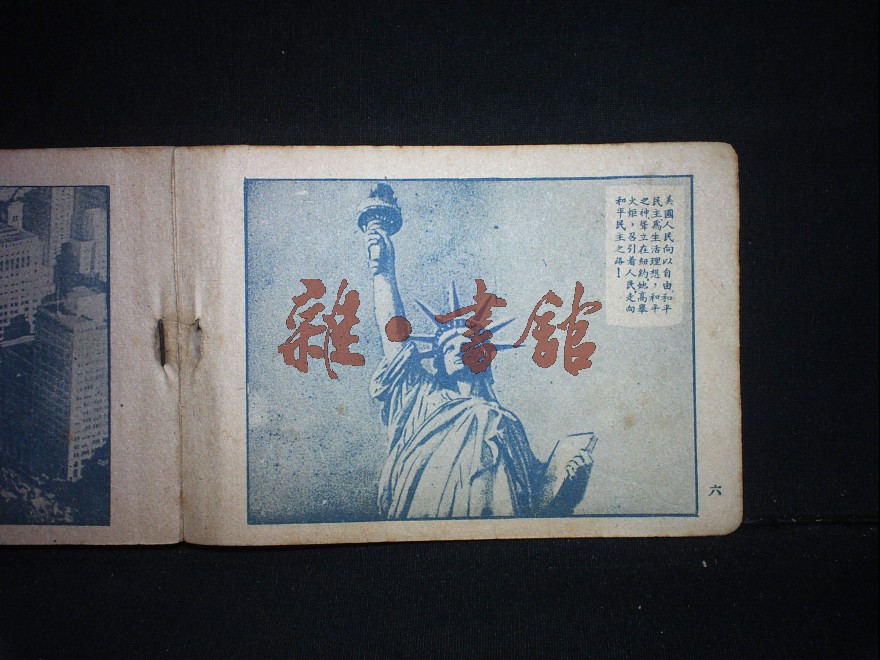 美國人民向以自由和平
民主爲生活理想，和平
之神聳立在紐約，她高舉
火炬，召引着人民走向
和平民主之路！
雜·書館
六